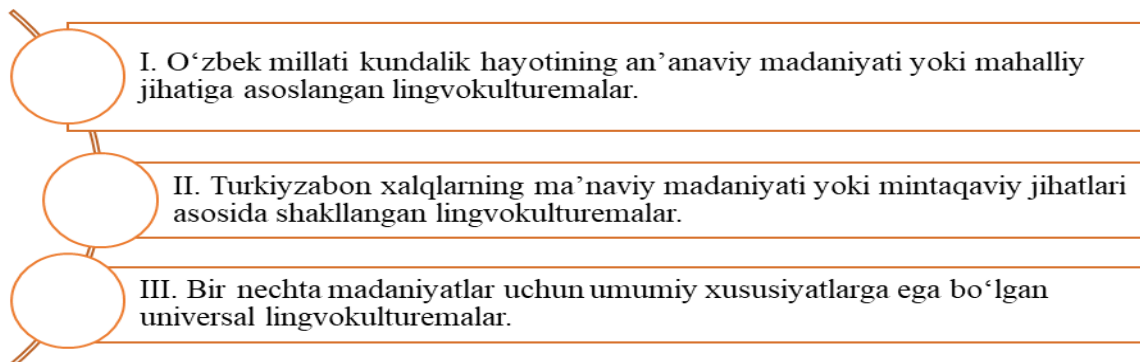 I. O‘zbek millati kundalik hayotining an’anaviy madaniyati yoki mahalliy
jihatiga asoslangan lingvokulturemalar.
II. Turkiyzabon xalqlarning ma’naviy madaniyati yoki mintaqaviy jihatlari
asosida shakllangan lingvokulturemalar.
III. Bir nechta madaniyatlar uchun umumiy xususiyatlarga ega bo‘lgan
universal lingvokulturemalar.